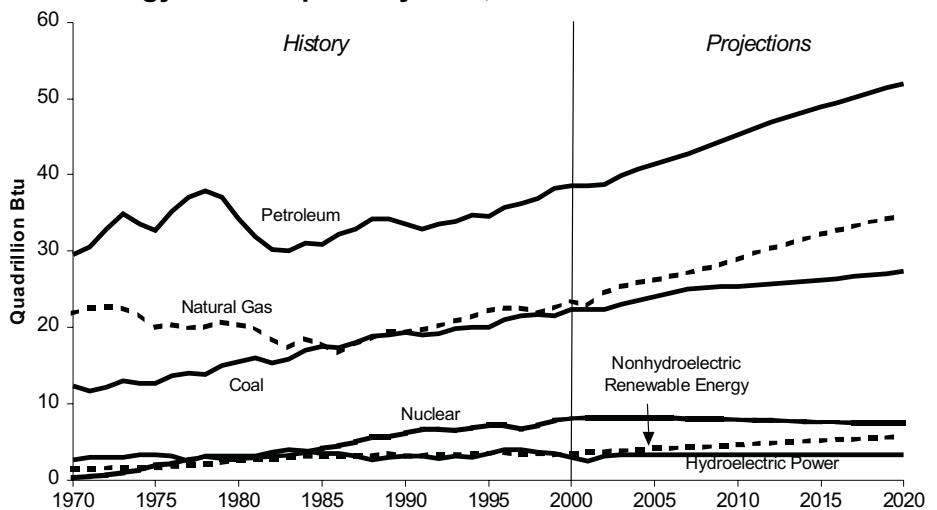 60
History
Projections
50
40
Petroleum
30
Quadrillion Btu
Natural Gas
20
Nonhydroelectric
Renewable Energy
Coal
10
Nuclear
Hydroelectric Power
0
1970 1975 1980 1985 1990 1995 2000 2005 2010 2015 2020